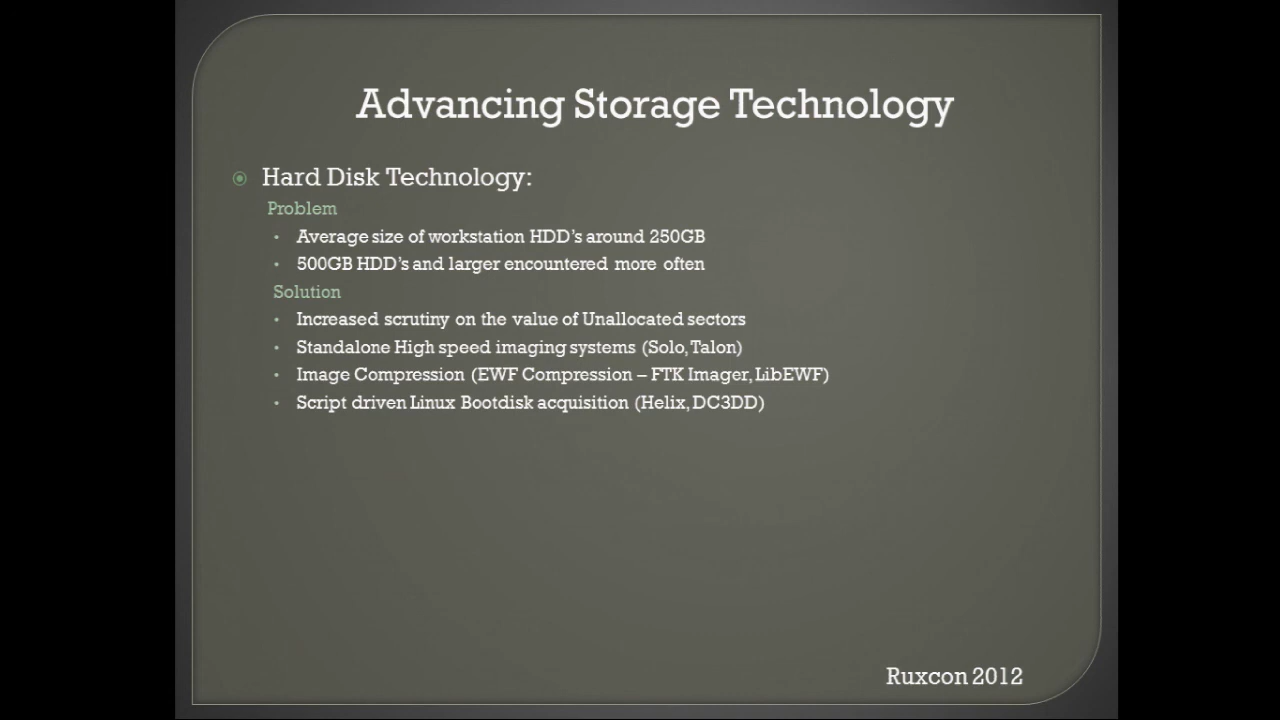 Advancing Storage Technology
Hard Disk Technology:
Problem
Average size of workstation HDD's around 250GB
500GB HDD's and larger encountered more often
Solution
Increased scrutiny on the value of Unallocated sectors
Standalone High speed imaging systems (Solo, Talon)
Image Compression (EWF Compression – FTK Imager, LibEWF)
Script driven Linux Bootdisk acquisition (Helix, DC3DD)
Ruxcon 2012